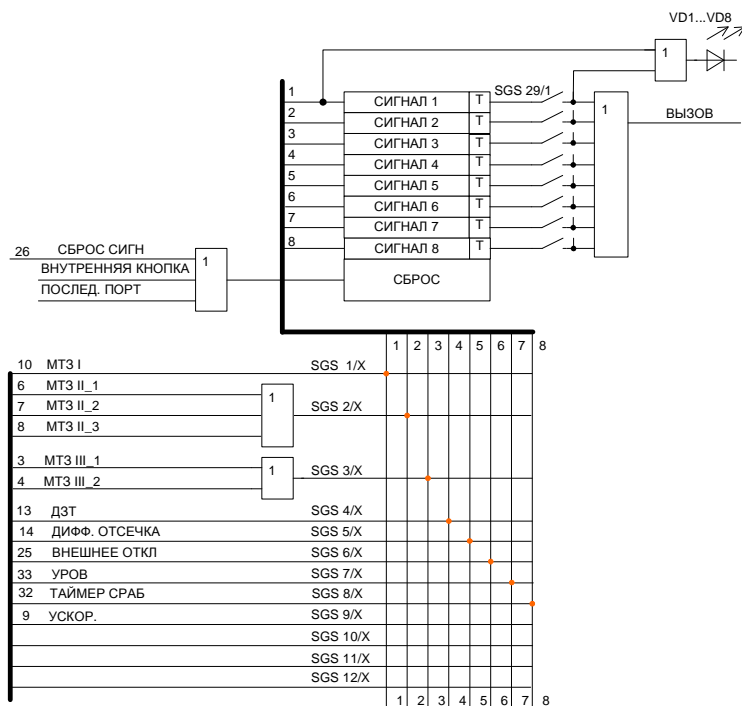 VD1...VD8
1
1 СИГНАЛ 1 T SGS 29/1
2 СИГНАЛ 2 T
3 СИГНАЛ 3 T
4 СИГНАЛ 4 T
5 СИГНАЛ 5 T
6 СИГНАЛ 6 T
7 СИГНАЛ 7 T
8 СИГНАЛ 8 T
1 ВЫЗОВ
СБРОС
26 СБРОС СИГН
ВНУТРЕННЯЯ КНОПКА
ПОСЛЕД. ПОРТ
1
1 2 3 4 5 6 7 8
10 МТЗ I SGS 1/X
6 МТЗ II_1
7 МТЗ II_2 1 SGS 2/X
8 МТЗ II_3
3 МТЗ III_1
4 МТЗ III_2 1 SGS 3/X
13 ДЗТ SGS 4/X
14 ДИФФ. ОТСЕЧКА SGS 5/X
25 ВНЕШНЕЕ ОТКЛ SGS 6/X
33 УРОВ SGS 7/X
32 ТАЙМЕР СРАБ SGS 8/X
9 УСКОР. SGS 9/X
SGS 10/X
SGS 11/X
SGS 12/X
1 2 3 4 5 6 7 8